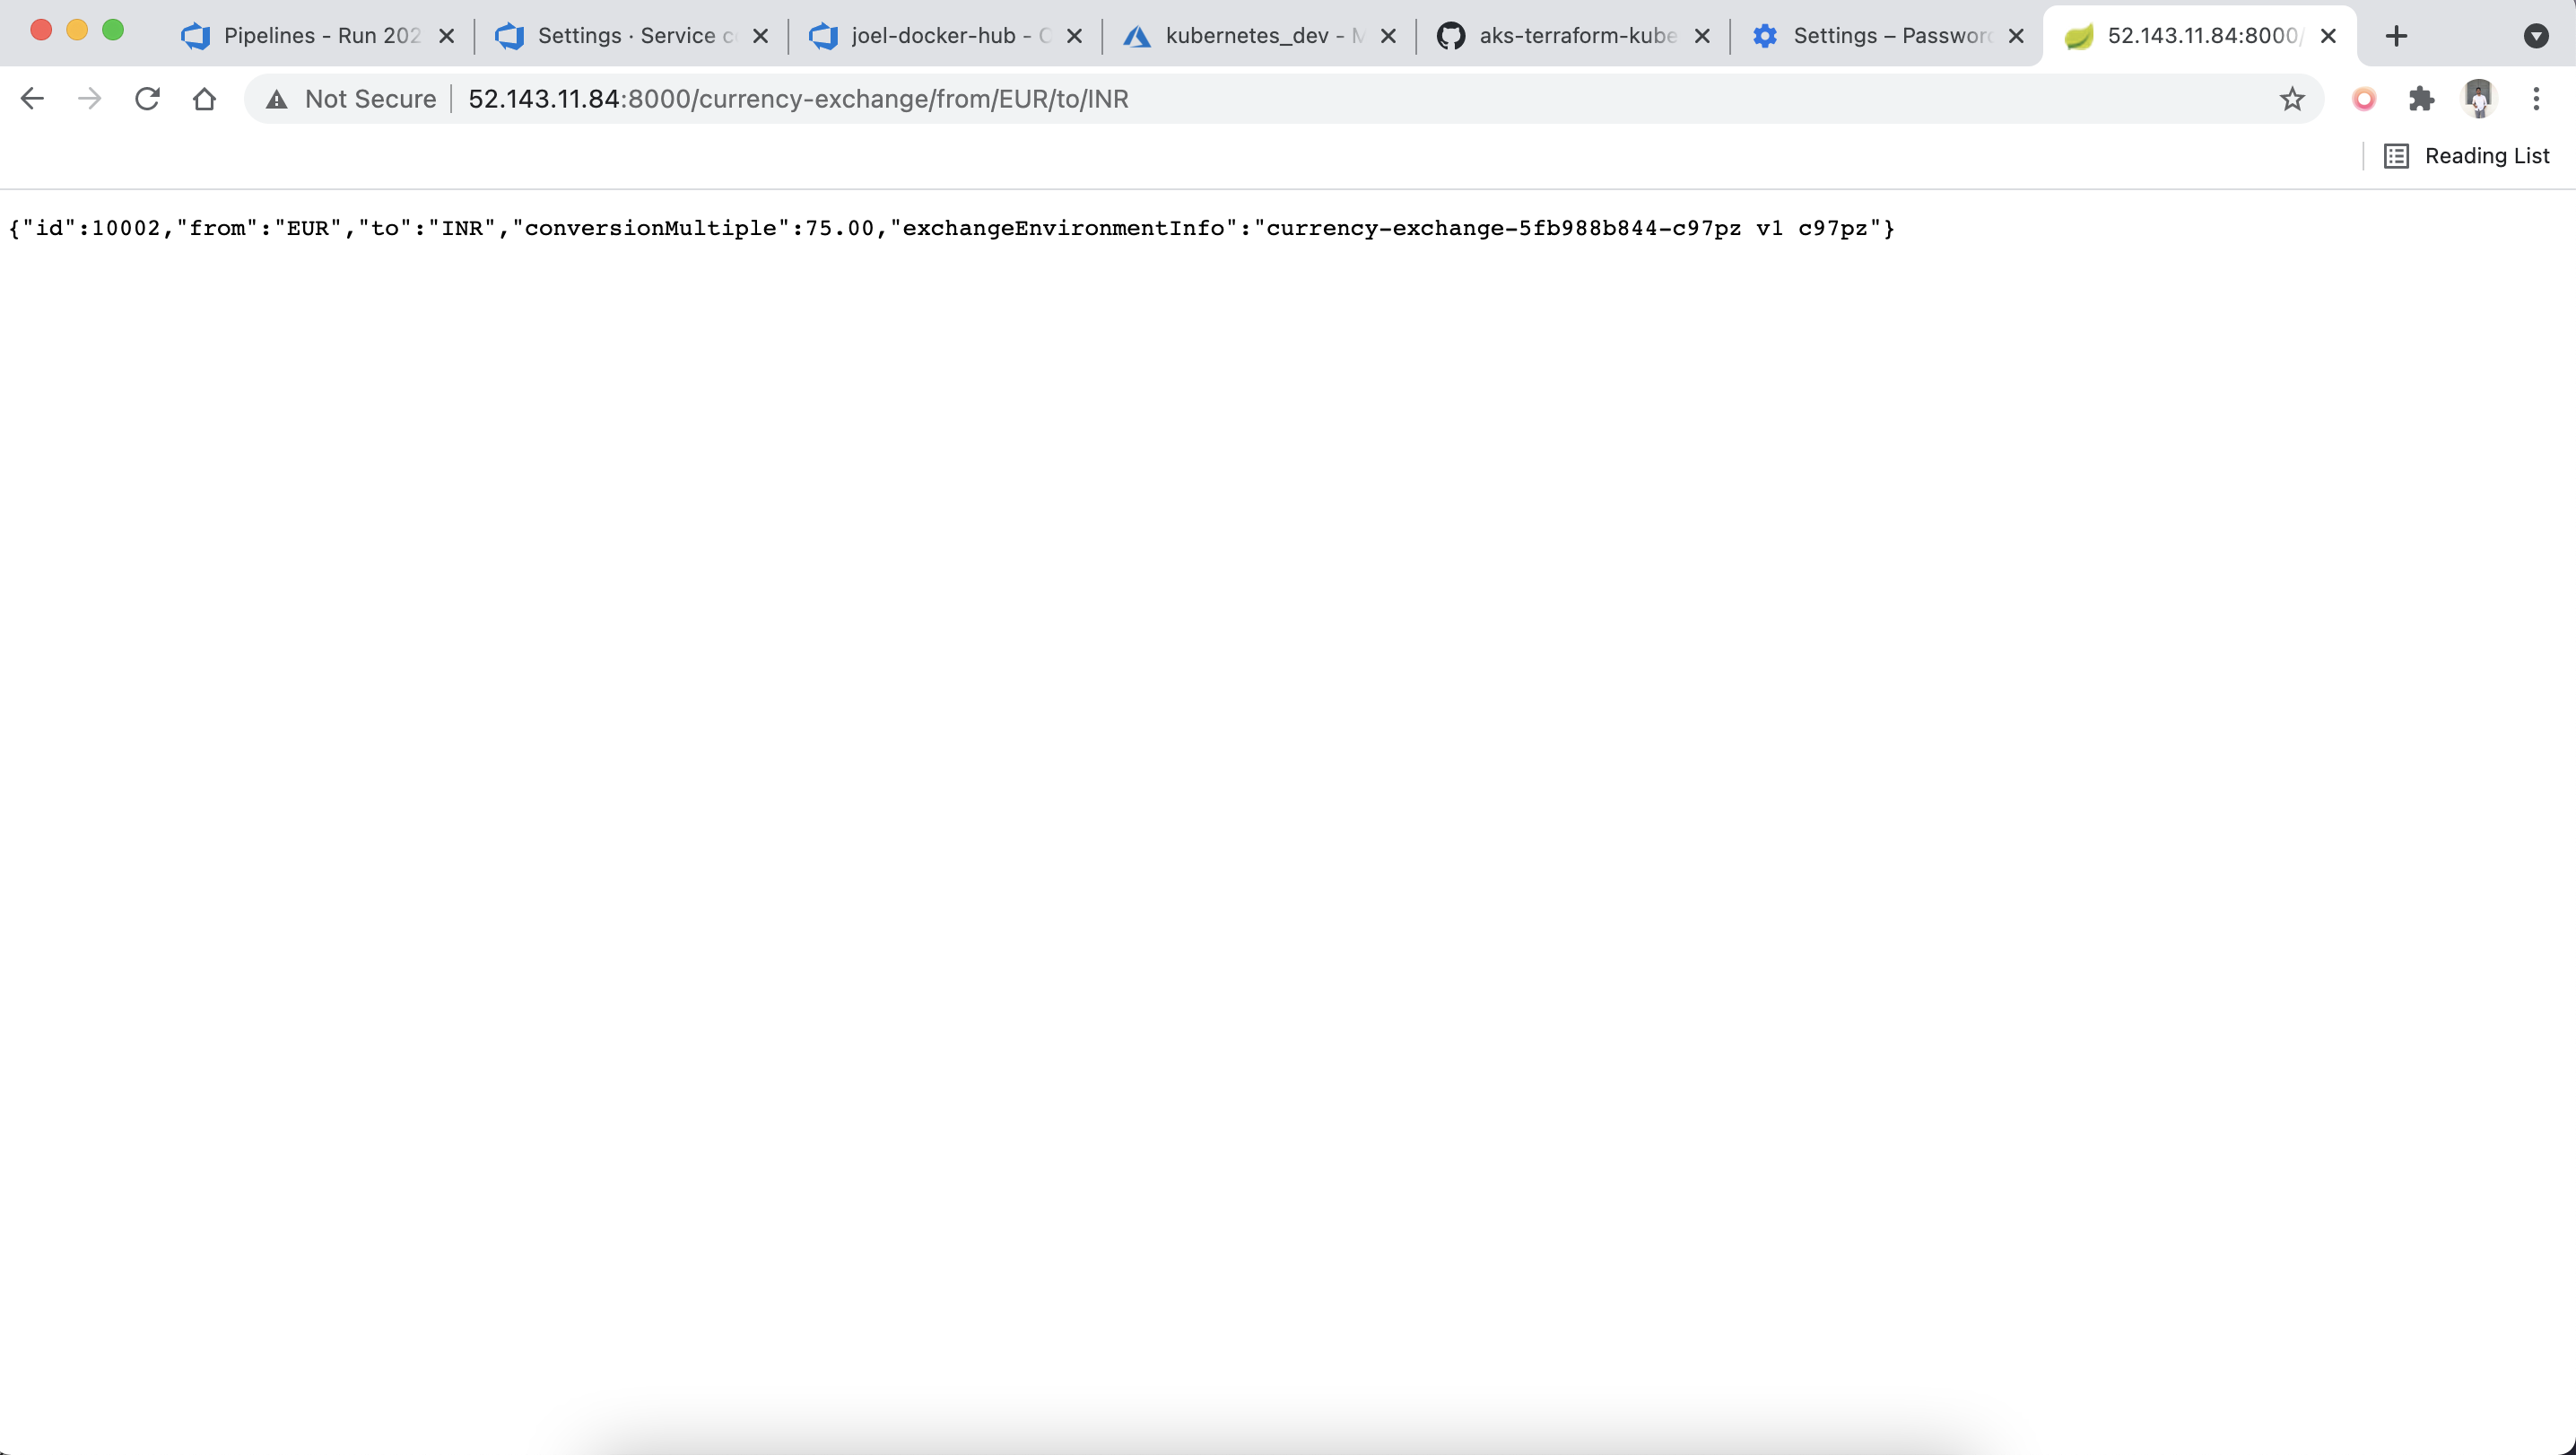 Pipelines - Run 202
Settings · Service c
joel-docker-hub -
kubernetes_dev -
aks-terraform-kube
Settings – Password
52.143.11.84:8000/
Not Secure
52.143.11.84:8000/currency-exchange/from/EUR/to/INR
Reading List
{"id":10002,"from":"EUR","to":"INR","conversionMultiple":75.00,"exchangeEnvironmentInfo":"currency-exchange-5fb988b844-c97pz v1 c97pz"}